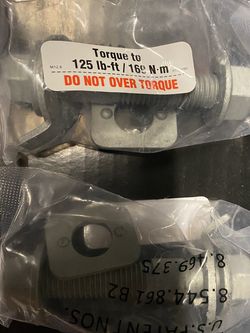 Torque to
125 lb-ft / 169 N·m
DO NOT OVER TORQUE
8.469.375
8.544.861 B2
U.S. PATENT NOS.